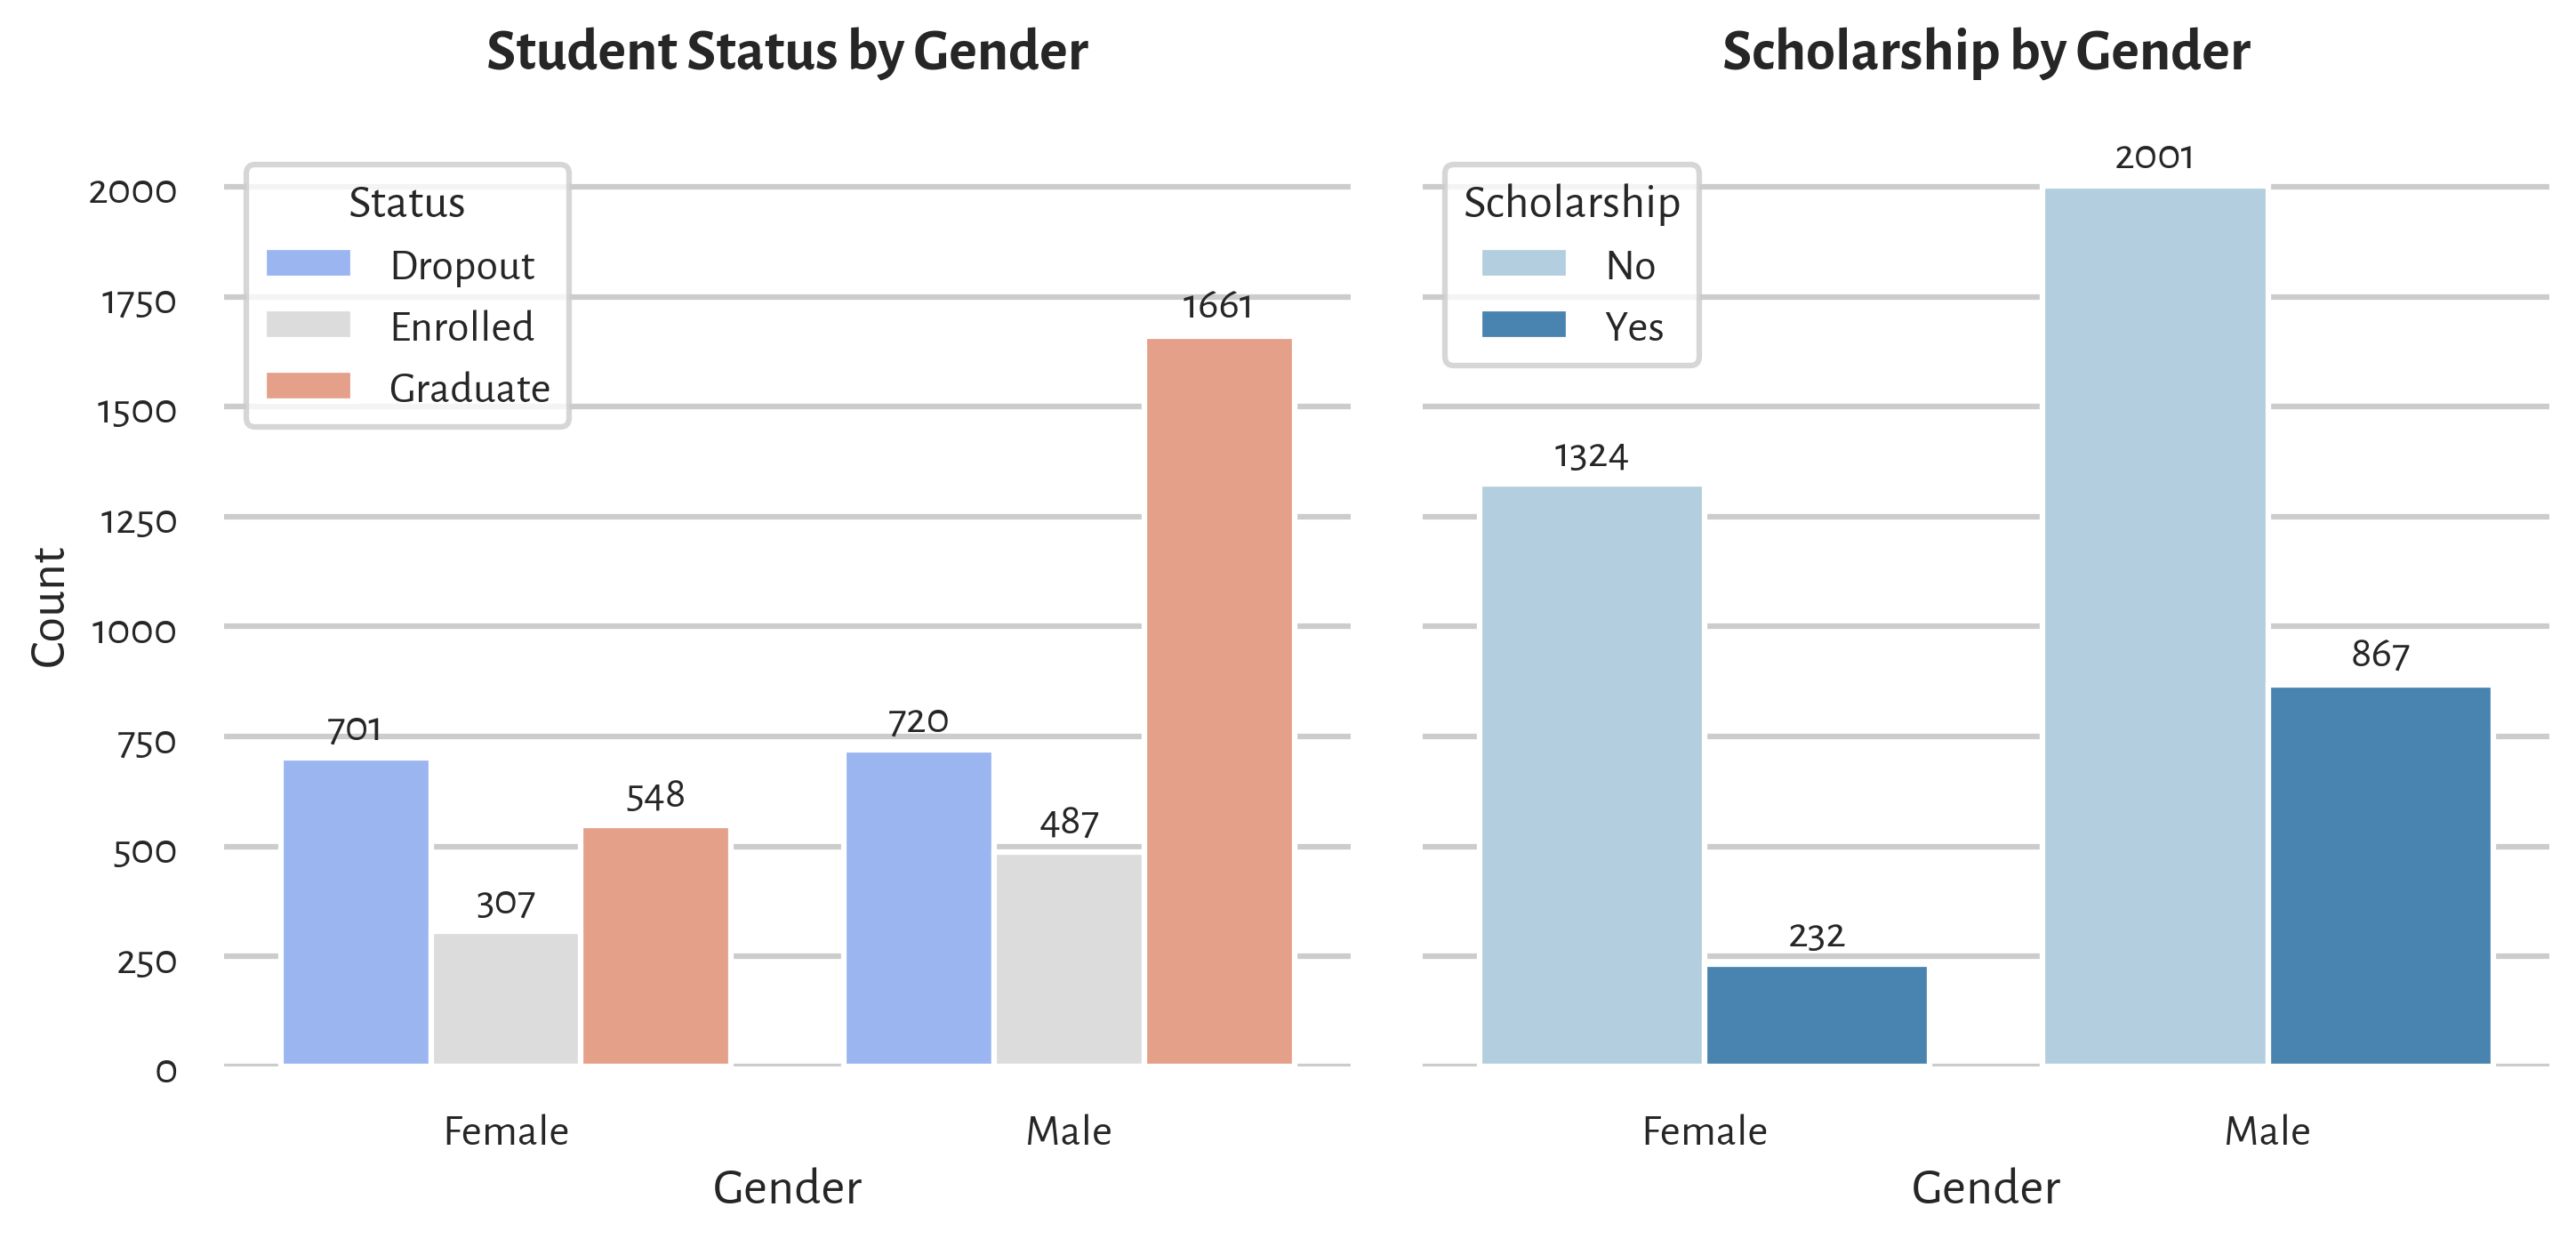 Student Status by Gender
Scholarship by Gender
Count
2000
1750
1500
1250
1000
750
500
250
0
Status
Dropout
Enrolled
Graduate
701
307
548
720
487
1661
Female
Male
Gender
Scholarship
No
Yes
1324
232
2001
867
Female
Male
Gender